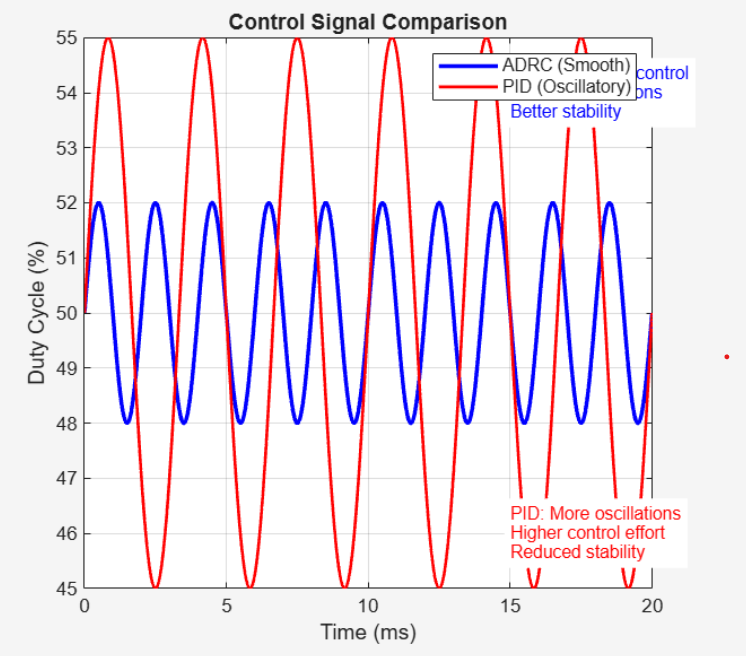 Control Signal Comparison
55
54
53
52
51
50
49
48
47
46
45
Duty Cycle (%)
ADRC (Smooth)
PID (Oscillatory)
control
Better stability
PID: More oscillations
Higher control effort
Reduced stability
0
5
10
15
20
Time (ms)